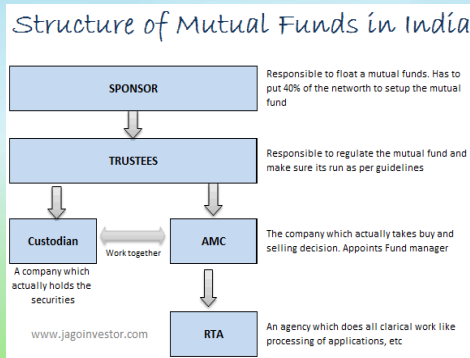 Structure of Mutual Funds in India
SPONSOR
Responsible to float a mutual funds. Has to
put 40% of the networth to setup the mutual
fund
TRUSTEES
Responsible to regulate the mutual fund and
make sure its run as per guidelines
Custodian
Work together
AMC
The company which actually takes buy and
selling decision. Appoints Fund manager
A company which
actually holds the
securities
RTA
An agency which does all clarical work like
processing of applications, etc
www.jagoinvestor.com